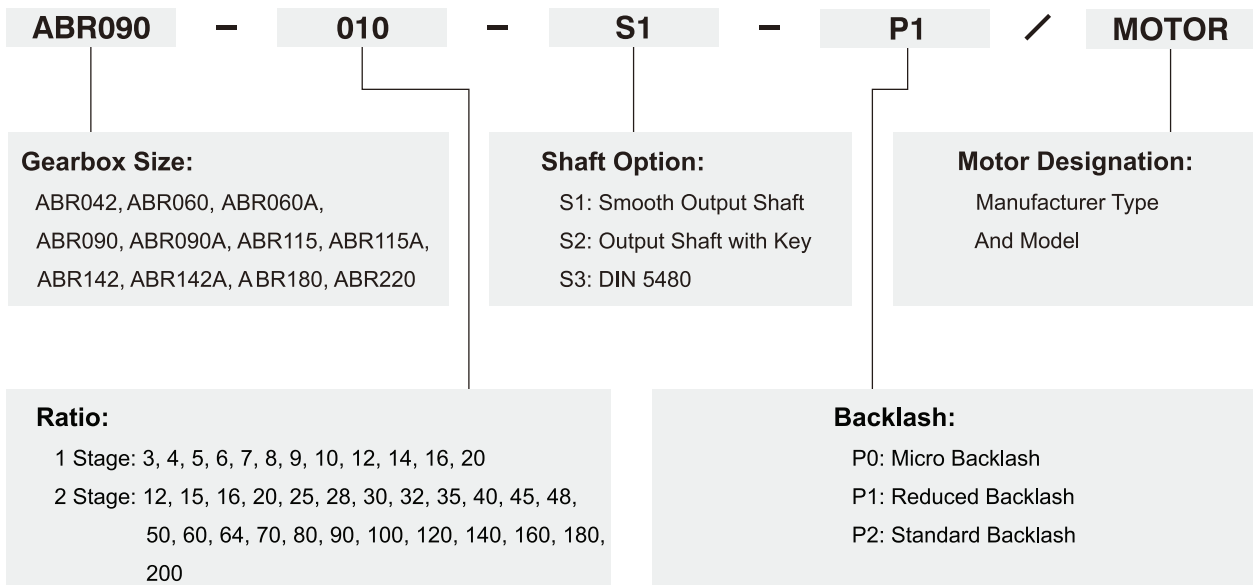 ABR090 – 010 – S1 – P1 / MOTOR
Gearbox Size:
ABR042, ABR060, ABR060A,
ABR090, ABR090A, ABR115, ABR115A,
ABR142, ABR142A, ABR180, ABR220
Shaft Option:
S1: Smooth Output Shaft
S2: Output Shaft with Key
S3: DIN 5480
Motor Designation:
Manufacturer Type
And Model
Ratio:
1 Stage: 3, 4, 5, 6, 7, 8, 9, 10, 12, 14, 16, 20
2 Stage: 12, 15, 16, 20, 25, 28, 30, 32, 35, 40, 45, 48,
50, 60, 64, 70, 80, 90, 100, 120, 140, 160, 180,
200
Backlash:
P0: Micro Backlash
P1: Reduced Backlash
P2: Standard Backlash